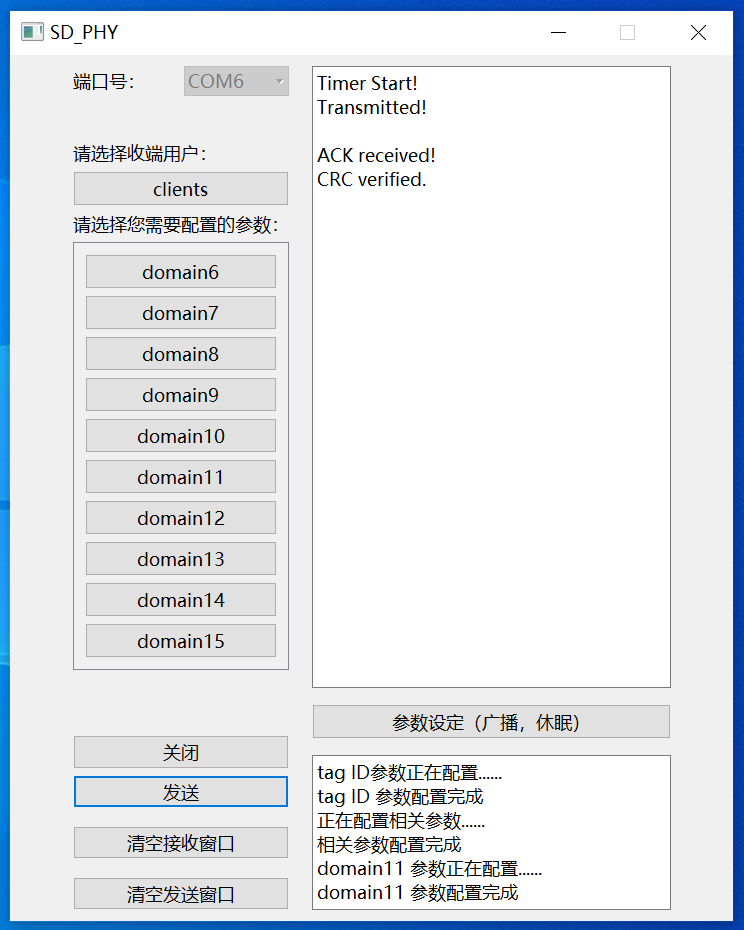 SD_PHY
端口号：
COM6
请选择收端用户：
clients
请选择您需要配置的参数：
domain6
domain7
domain8
domain9
domain10
domain11
domain12
domain13
domain14
domain15
关闭
发送
清空接收窗口
清空发送窗口
Timer Start!
Transmitted!
ACK received!
CRC verified.
参数设定（广播，休眠）
tag ID参数正在配置......
tag ID 参数配置完成
正在配置相关参数......
相关参数配置完成
domain11 参数正在配置......
domain11 参数配置完成